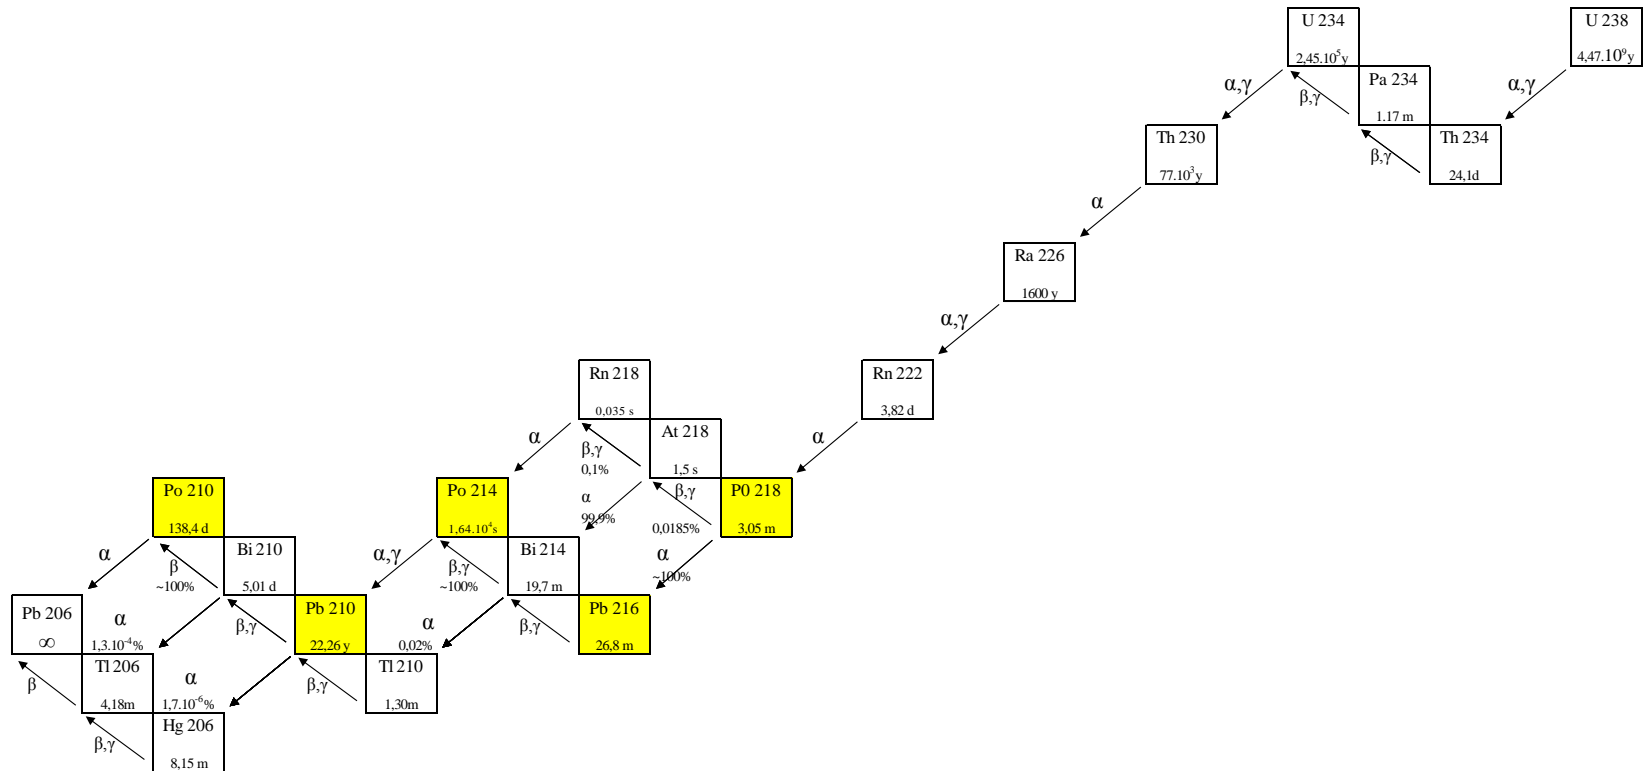 U 234
U 238
2,45.10⁵y
4,47.10⁹y
Pa 234
α,γ
β,γ
α,γ
1.17 m
Th 230
Th 234
β,γ
77.10³y
24,1d
α
Ra 226
1600 y
α,γ
Rn 218
Rn 222
0,035 s
3,82 d
At 218
α
β,γ
α
0,1%
1,5 s
Po 210
Po 214
β,γ
P0 218
α
99,9%
138,4 d
1,64.10⁴s
0,0185%
3,05 m
Bi 210
Bi 214
α
β
α,γ
β,γ
α
~100%
~100%
~100%
5,01 d
19,7 m
Pb 206
Pb 210
Pb 216
α
β,γ
α
β,γ
∞
1,3.10⁻⁴%
22,26 y
0,02%
26,8 m
Tl 206
Tl 210
β
α
β,γ
4,18m
1,7.10⁻⁶%
1,30m
Hg 206
β,γ
8,15 m